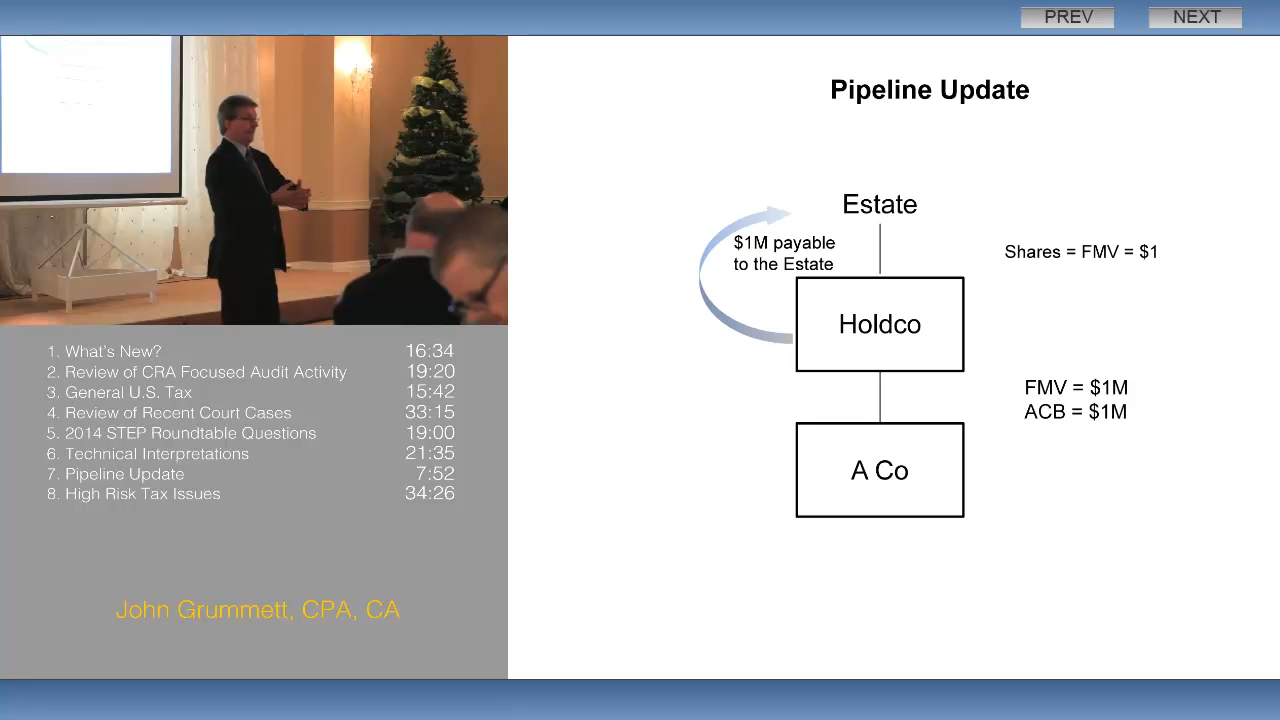 PREV
NEXT
Pipeline Update
Estate
$1M payable
to the Estate
Shares = FMV = $1
Holdco
FMV = $1M
ACB = $1M
A Co
1. What's New? 16:34
2. Review of CRA Focused Audit Activity 19:20
3. General U.S. Tax 15:42
4. Review of Recent Court Cases 33:15
5. 2014 STEP Roundtable Questions 19:00
6. Technical Interpretations 21:35
7. Pipeline Update 7:52
8. High Risk Tax Issues 34:26
John Grummett, CPA, CA